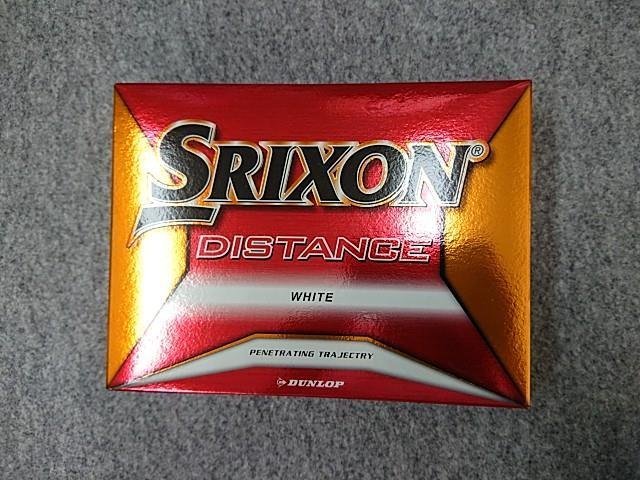 SRIXON®
DISTANCE
WHITE
PENETRATING TRAJECTRY
DUNLOP